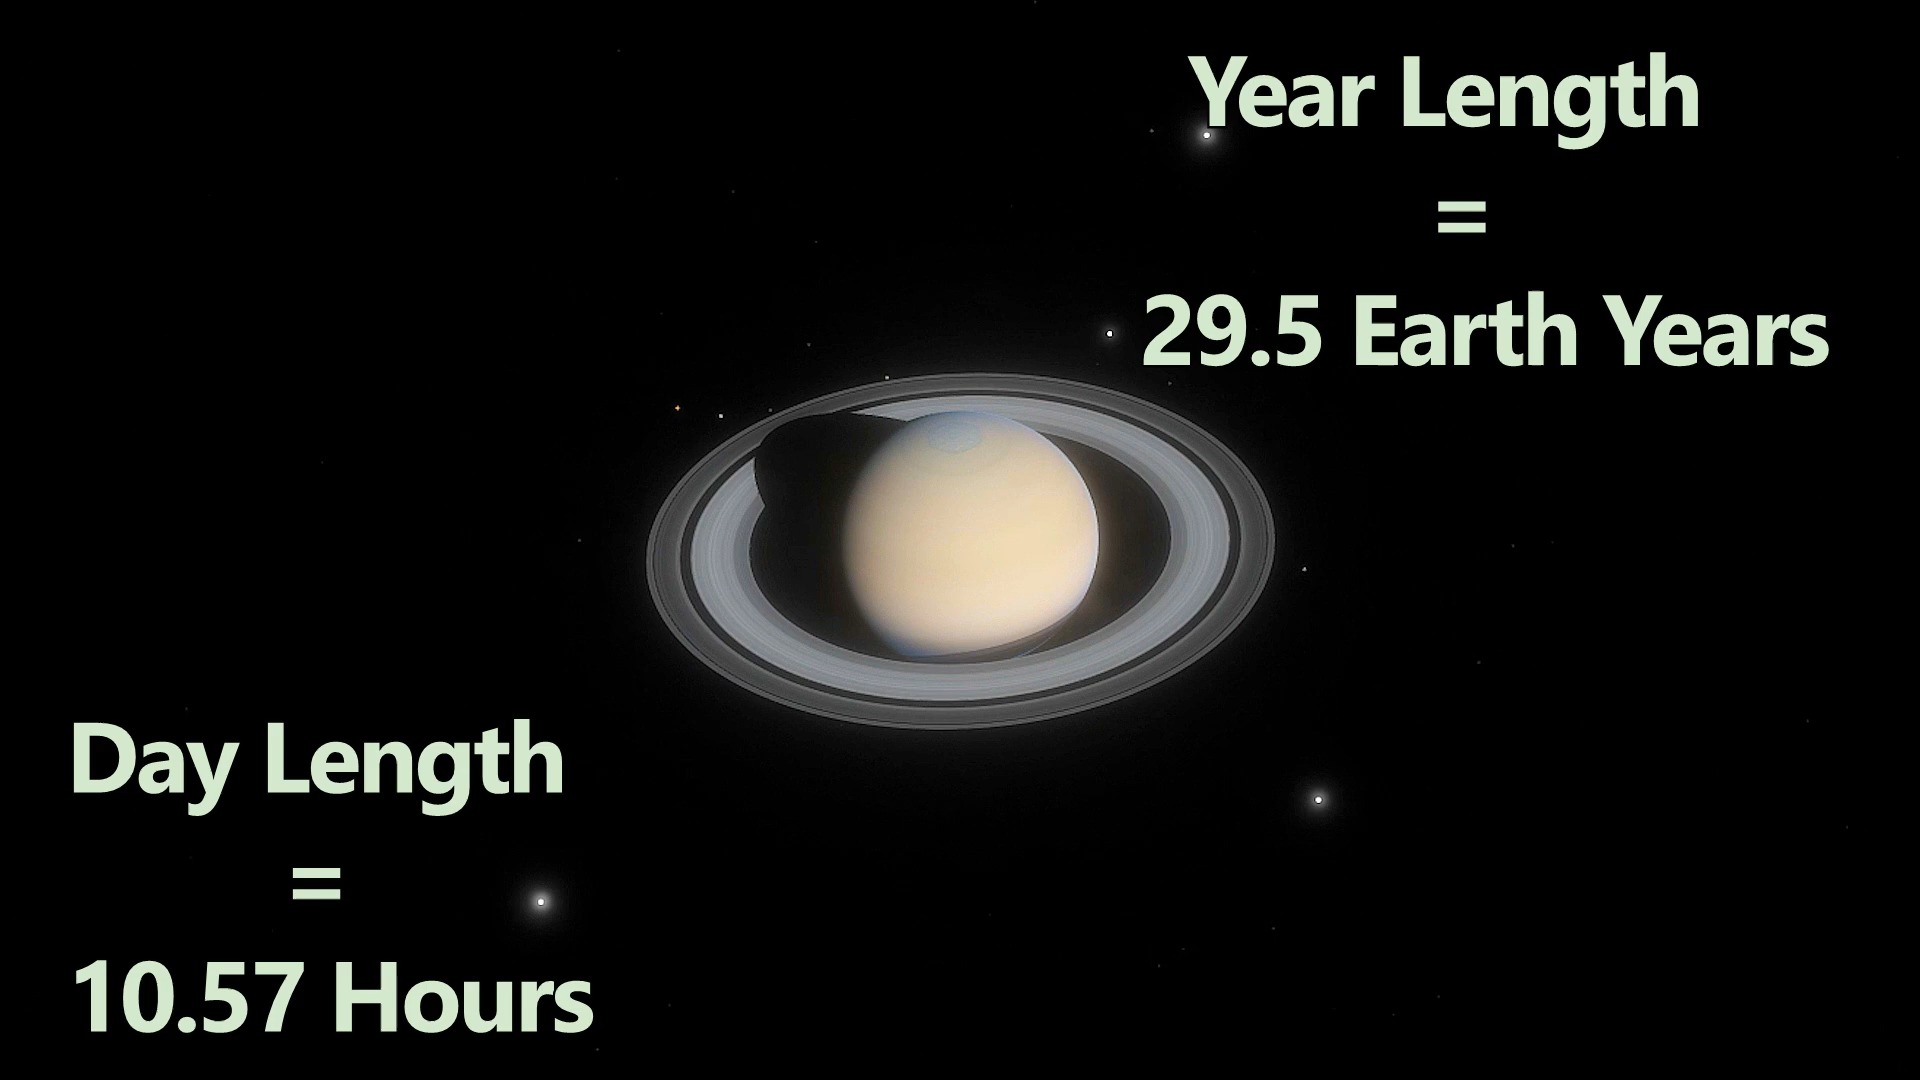 Year Length
=
29.5 Earth Years
Day Length
=
10.57 Hours